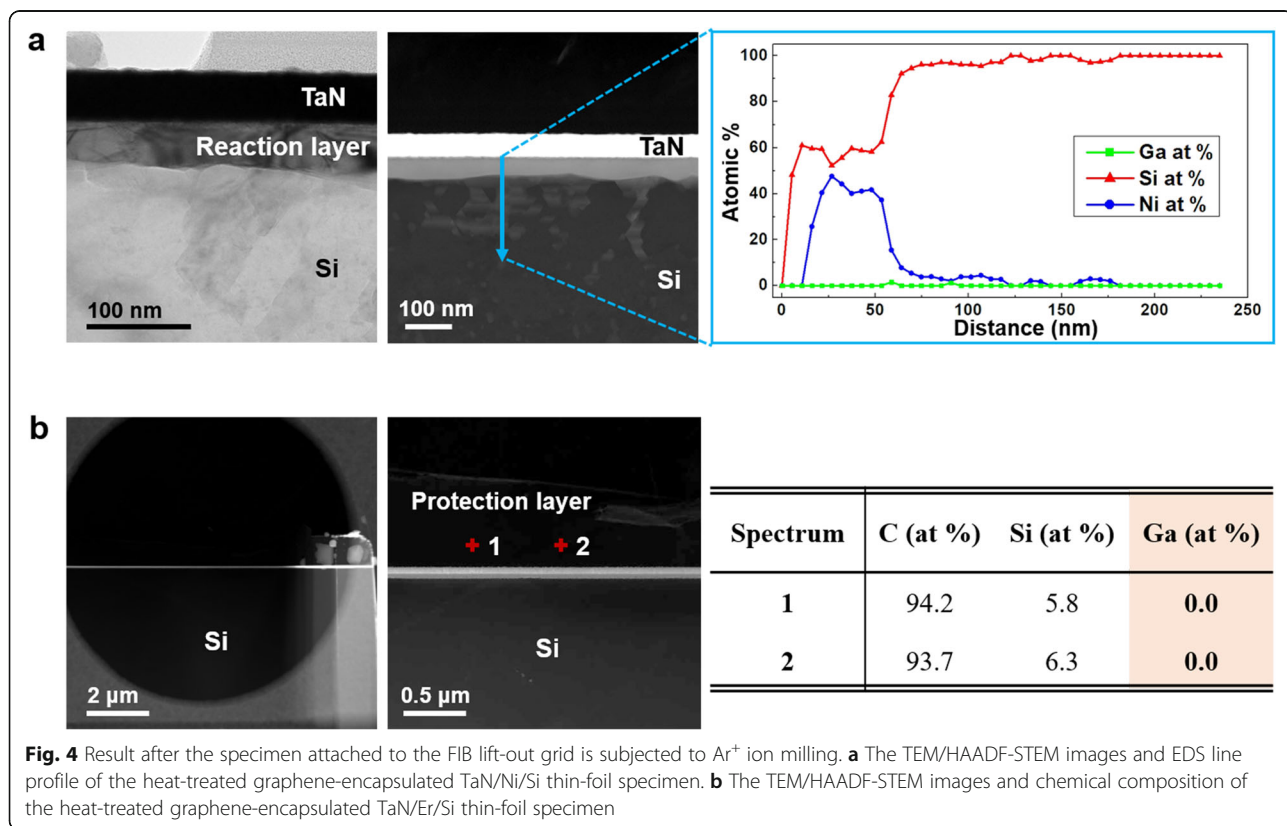 a
TaN
Reaction layer
Si
100 nm
TaN
Si
100 nm
100
80
60
40
20
0
Atomic %
Ga at %
Si at %
Ni at %
0 50 100 150 200 250
Distance (nm)
b
Si
2 µm
Protection layer
1 2
Si
0.5 µm
Spectrum C (at %) Si (at %) Ga (at %)
1 94.2 5.8 0.0
2 93.7 6.3 0.0
Fig. 4 Result after the specimen attached to the FIB lift-out grid is subjected to Ar+ ion milling. a The TEM/HAADF-STEM images and EDS line
profile of the heat-treated graphene-encapsulated TaN/Ni/Si thin-foil specimen. b The TEM/HAADF-STEM images and chemical composition of
the heat-treated graphene-encapsulated TaN/Er/Si thin-foil specimen